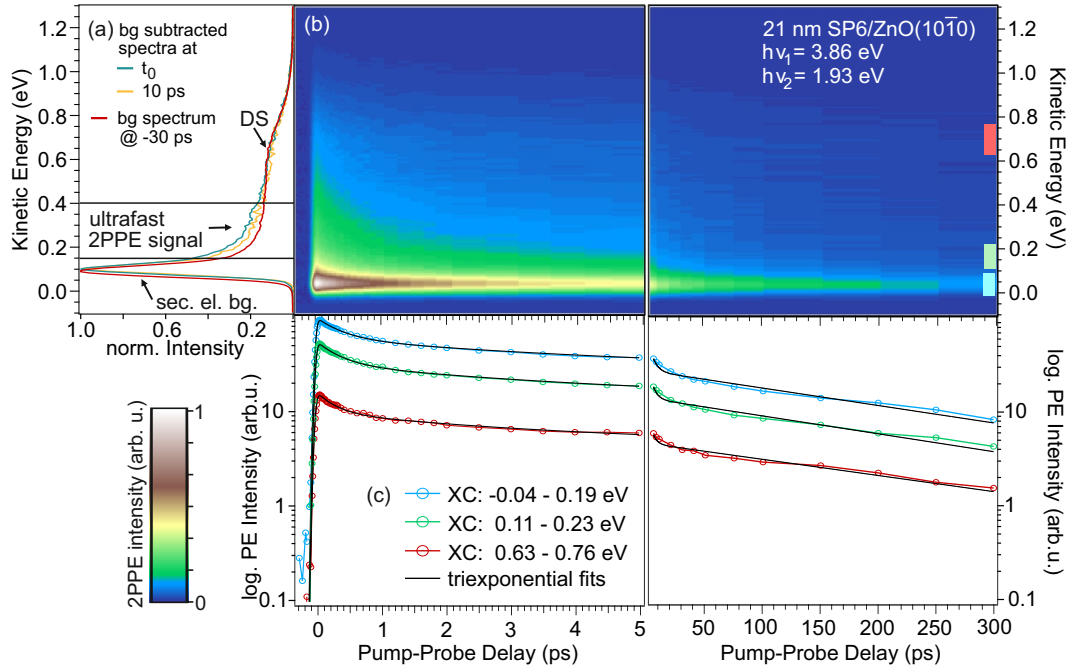 (a) bg subtracted
spectra at
t0
10 ps
bg spectrum
@ -30 ps
DS
ultrafast
2PPE signal
sec. el. bg.
Kinetic Energy (eV)
1.2
1.0
0.8
0.6
0.4
0.2
0.0
1.0 0.6 0.2
norm. Intensity
(b)
21 nm SP6/ZnO(101̄0)
hν1 = 3.86 eV
hν2 = 1.93 eV
1.2
1.0
0.8
0.6
0.4
0.2
0.0
Kinetic Energy (eV)
2PPE intensity (arb. u.)
1
0
log. PE Intensity (arb.u.)
10
1
0.1
(c)
XC: -0.04 - 0.19 eV
XC: 0.11 - 0.23 eV
XC: 0.63 - 0.76 eV
triexponential fits
0 1 2 3 4 5
Pump-Probe Delay (ps)
50 100 150 200 250 300
Pump-Probe Delay (ps)
10
1
0.1
log. PE Intensity
(arb.u.)